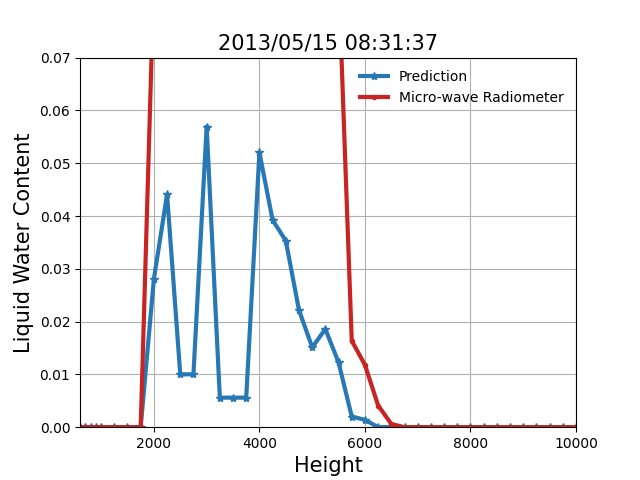 2013/05/15 08:31:37
0.07
0.06
0.05
0.04
0.03
0.02
0.01
0.00
Liquid Water Content
Prediction
Micro-wave Radiometer
2000 4000 6000 8000 10000
Height